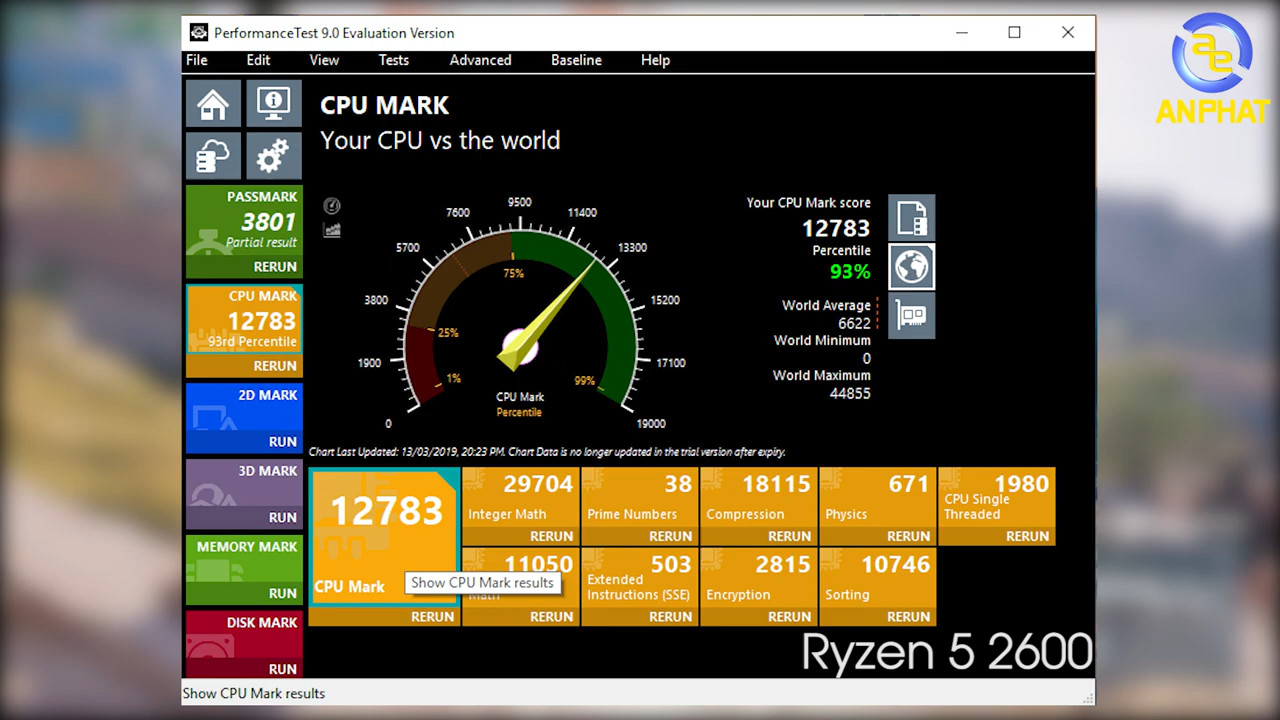 PerformanceTest 9.0 Evaluation Version
File Edit View Tests Advanced Baseline Help
ANPHAT
CPU MARK
Your CPU vs the world
PASSMARK
3801
Partial result
RERUN
CPU MARK
12783
93rd Percentile
RERUN
2D MARK
RUN
3D MARK
RUN
MEMORY MARK
RUN
DISK MARK
RUN
0
1900
3800
5700
7600
9500
11400
13300
15200
17100
19000
1%
25%
75%
99%
CPU Mark
Percentile
Your CPU Mark score
12783
Percentile
93%
World Average
6622
World Minimum
0
World Maximum
44855
Chart Last Updated: 13/03/2019, 20:23 PM. Chart Data is no longer updated in the trial version after expiry.
12783
CPU Mark
RERUN
29704
Integer Math
RERUN
38
Prime Numbers
RERUN
18115
Compression
RERUN
671
Physics
RERUN
1980
CPU Single
Threaded
RERUN
11050
Math
RERUN
503
Extended
Instructions (SSE)
RERUN
2815
Encryption
RERUN
10746
Sorting
RERUN
Show CPU Mark results
Ryzen 5 2600
Show CPU Mark results